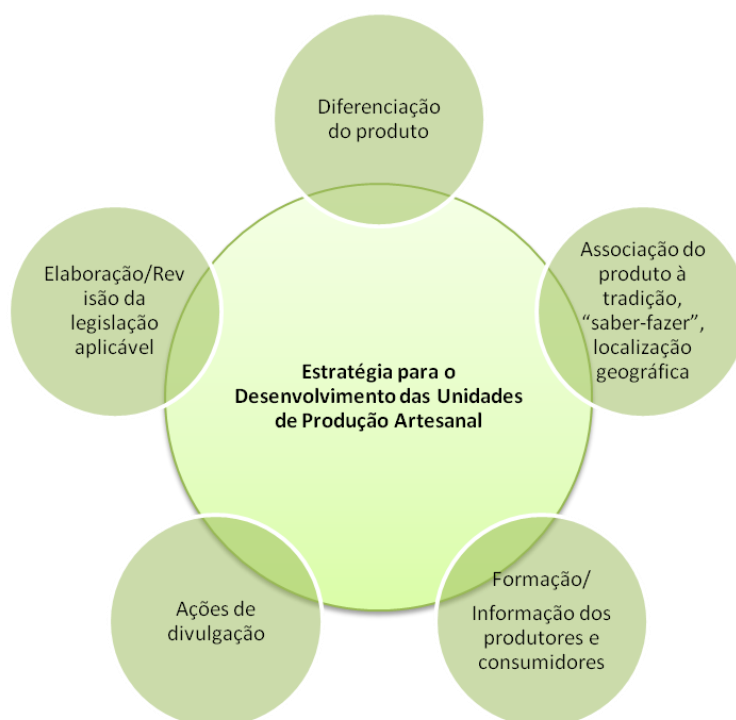 Diferenciação
do produto
Associação do
produto à
tradição,
“saber-fazer”,
localização
geográfica
Elaboração/Rev
isão da
legislação
aplicável
Estratégia para o
Desenvolvimento das Unidades
de Produção Artesanal
Formação/
Informação dos
produtores e
consumidores
Ações de
divulgação